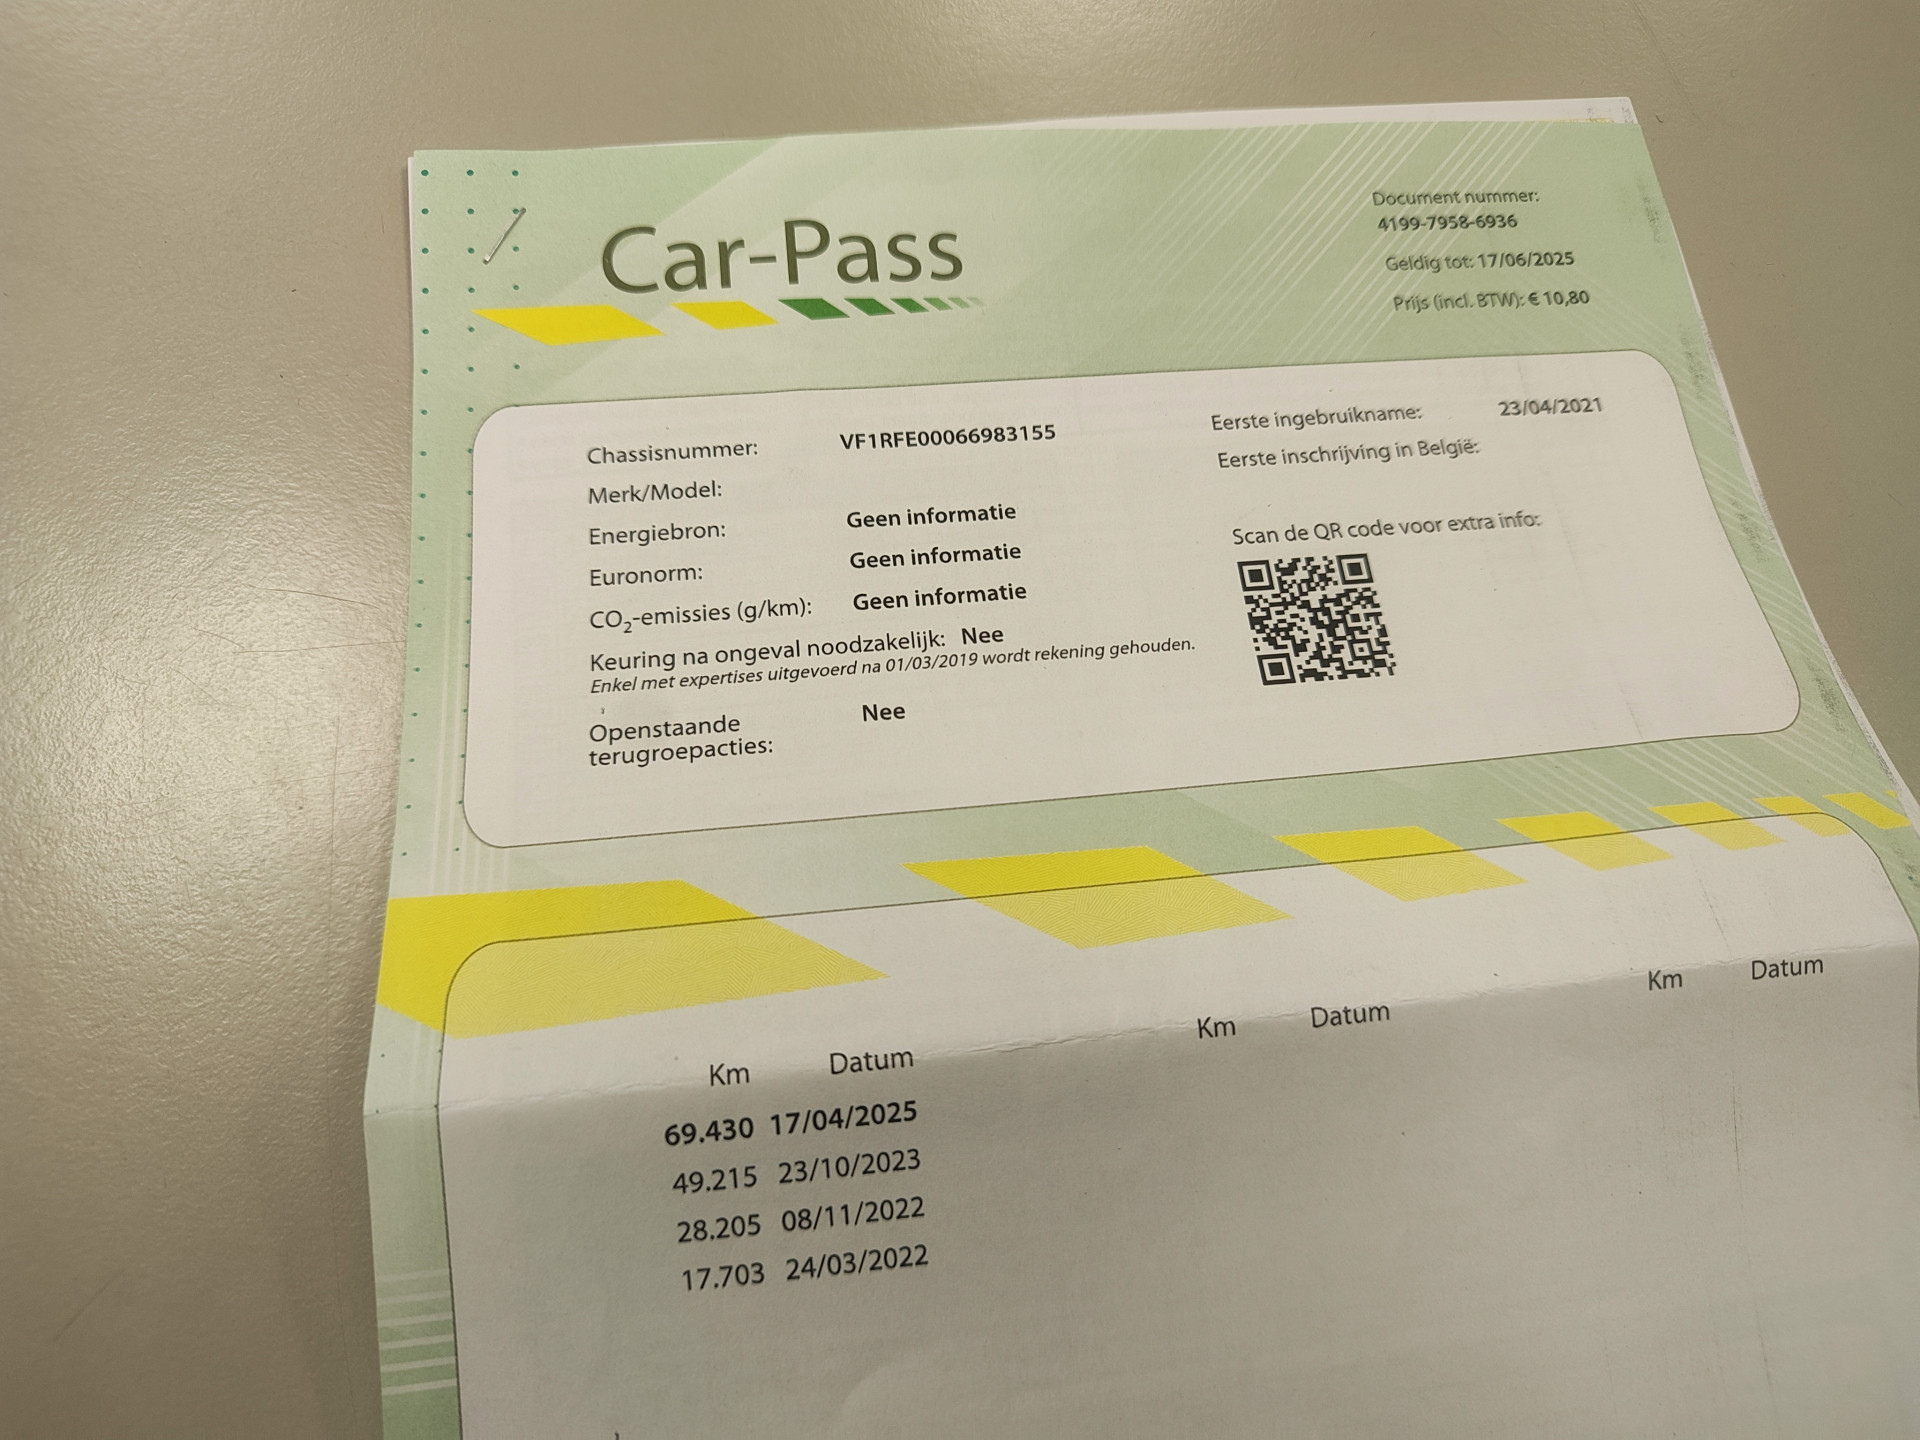 Car-Pass
Document nummer:
4199-7958-6936
Geldig tot: 17/06/2025
Prijs (incl. BTW): € 10,80
Chassisnummer: VF1RFE00066983155
Merk/Model:
Energiebron: Geen informatie
Euronorm: Geen informatie
CO2-emissies (g/km): Geen informatie
Keuring na ongeval noodzakelijk: Nee
Enkel met expertises uitgevoerd na 01/03/2019 wordt rekening gehouden.
Openstaande Nee
terugroepacties:
Eerste ingebruikname: 23/04/2021
Eerste inschrijving in België:
Scan de QR code voor extra info:
Km Datum Km Datum Km Datum
69.430 17/04/2025
49.215 23/10/2023
28.205 08/11/2022
17.703 24/03/2022